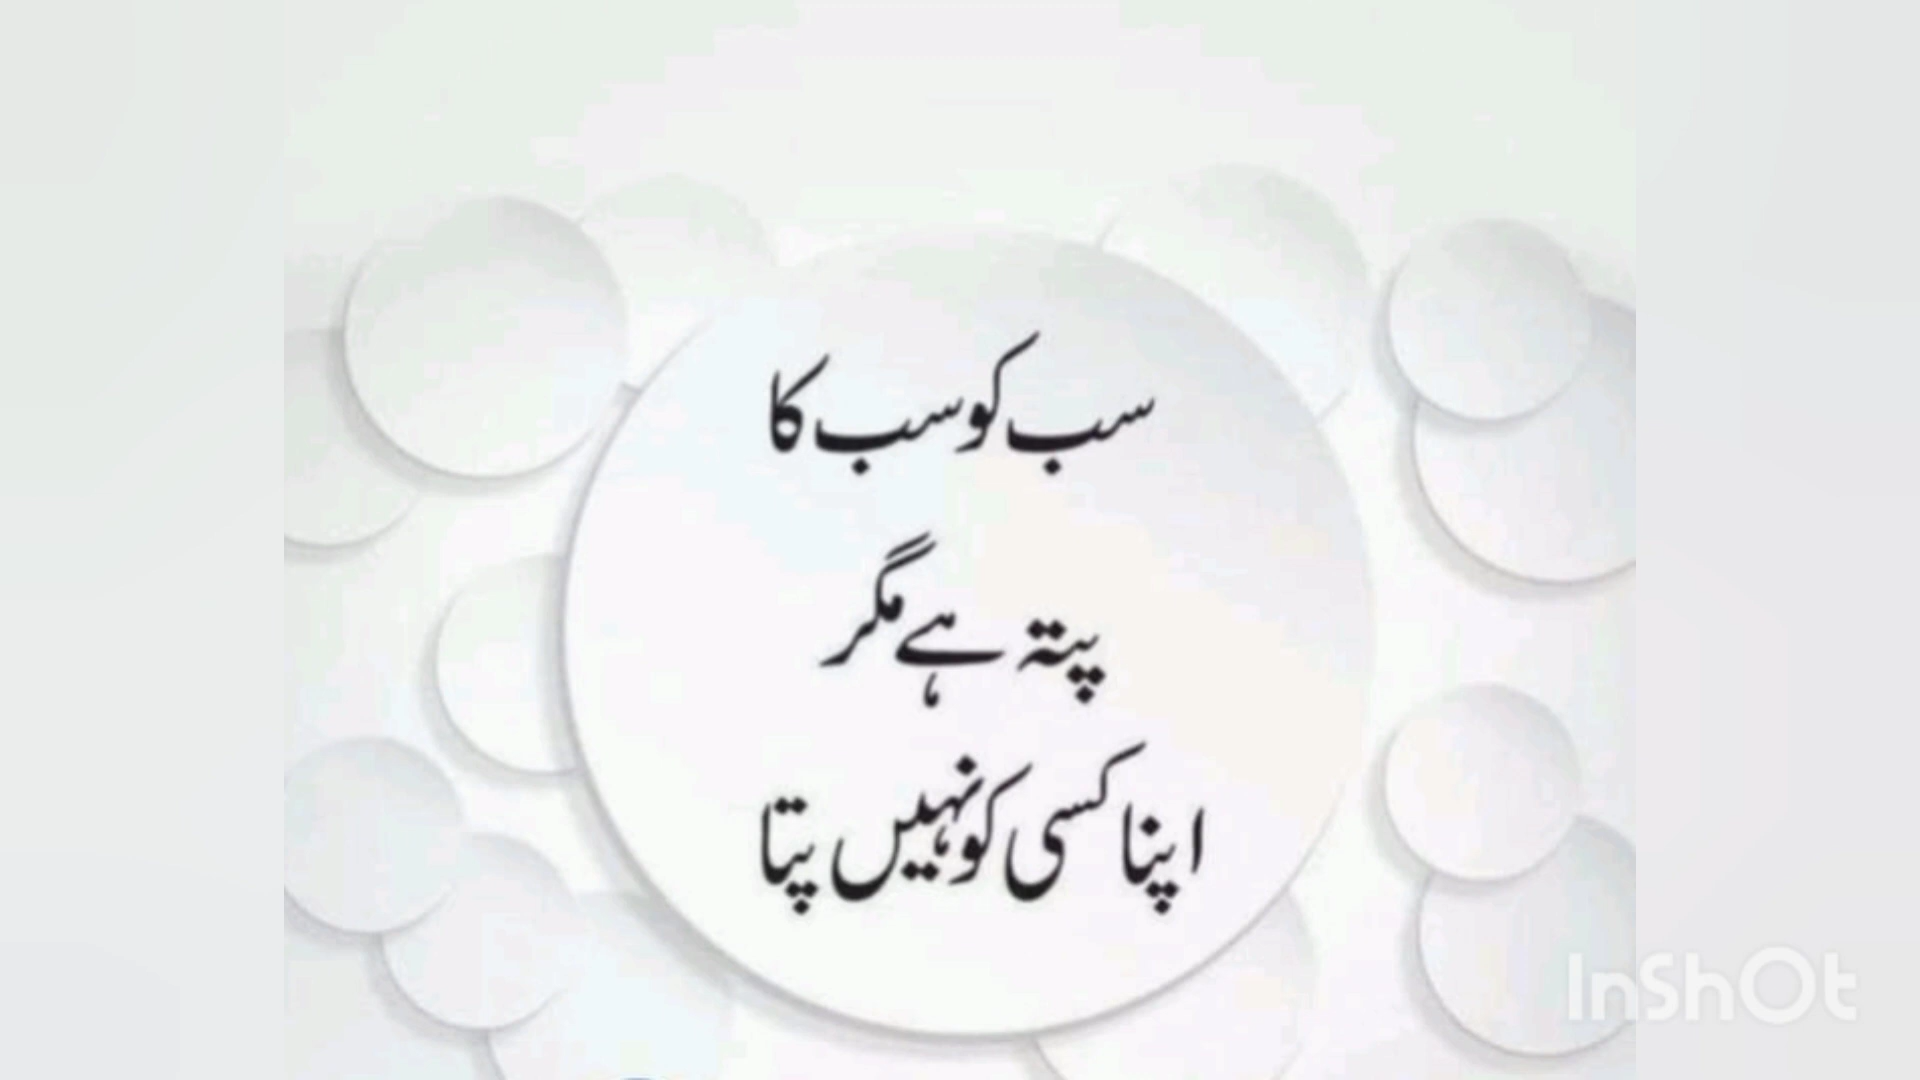 سب کو سب کا
پتہ ہے مگر
اپنا کسی کو نہیں پتا
InShOt